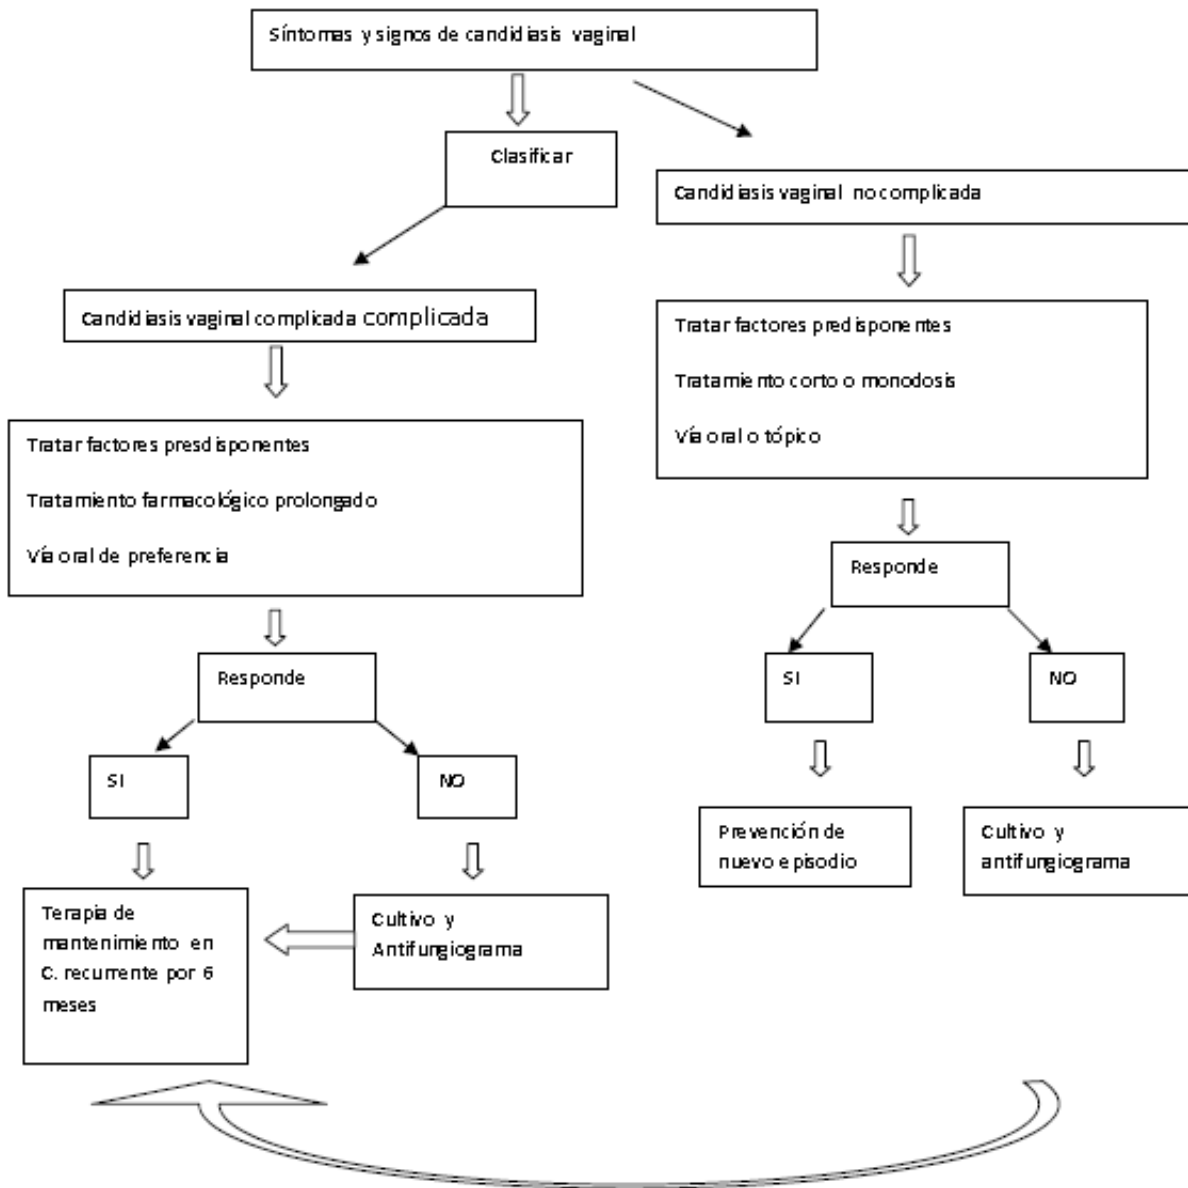 Síntomas y signos de candidiasis vaginal
Clasificar
Candidiasis vaginal no complicada
Candidiasis vaginal complicada complicada
Tratar factores predisponentes
Tratamiento corto o monodosis
Vía oral o tópico
Tratar factores presdisponentes
Tratamiento farmacológico prolongado
Vía oral de preferencia
Responde
SI
NO
Responde
SI
NO
Prevención de
nuevo episodio
Cultivo y
antifungiograma
Terapia de
mantenimiento en
C. recurrente por 6
meses
Cultivo y
Antifungiograma